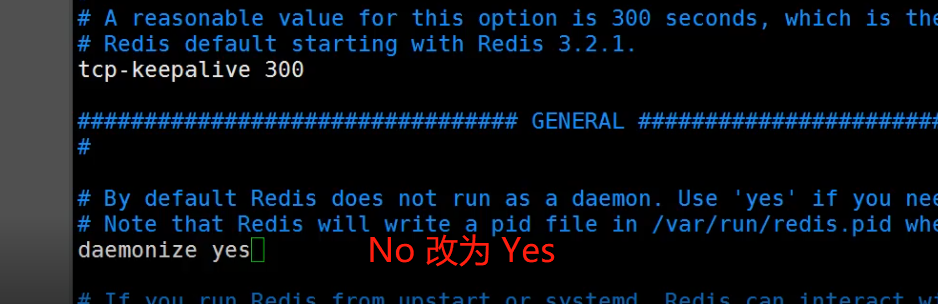 # A reasonable value for this option is 300 seconds, which is the
# Redis default starting with Redis 3.2.1.
tcp-keepalive 300
################################# GENERAL #######################
#
# By default Redis does not run as a daemon. Use 'yes' if you nee
# Note that Redis will write a pid file in /var/run/redis.pid whe
daemonize yes No 改为 Yes
# If you run Redis from upstart or systemd, Redis can interact w